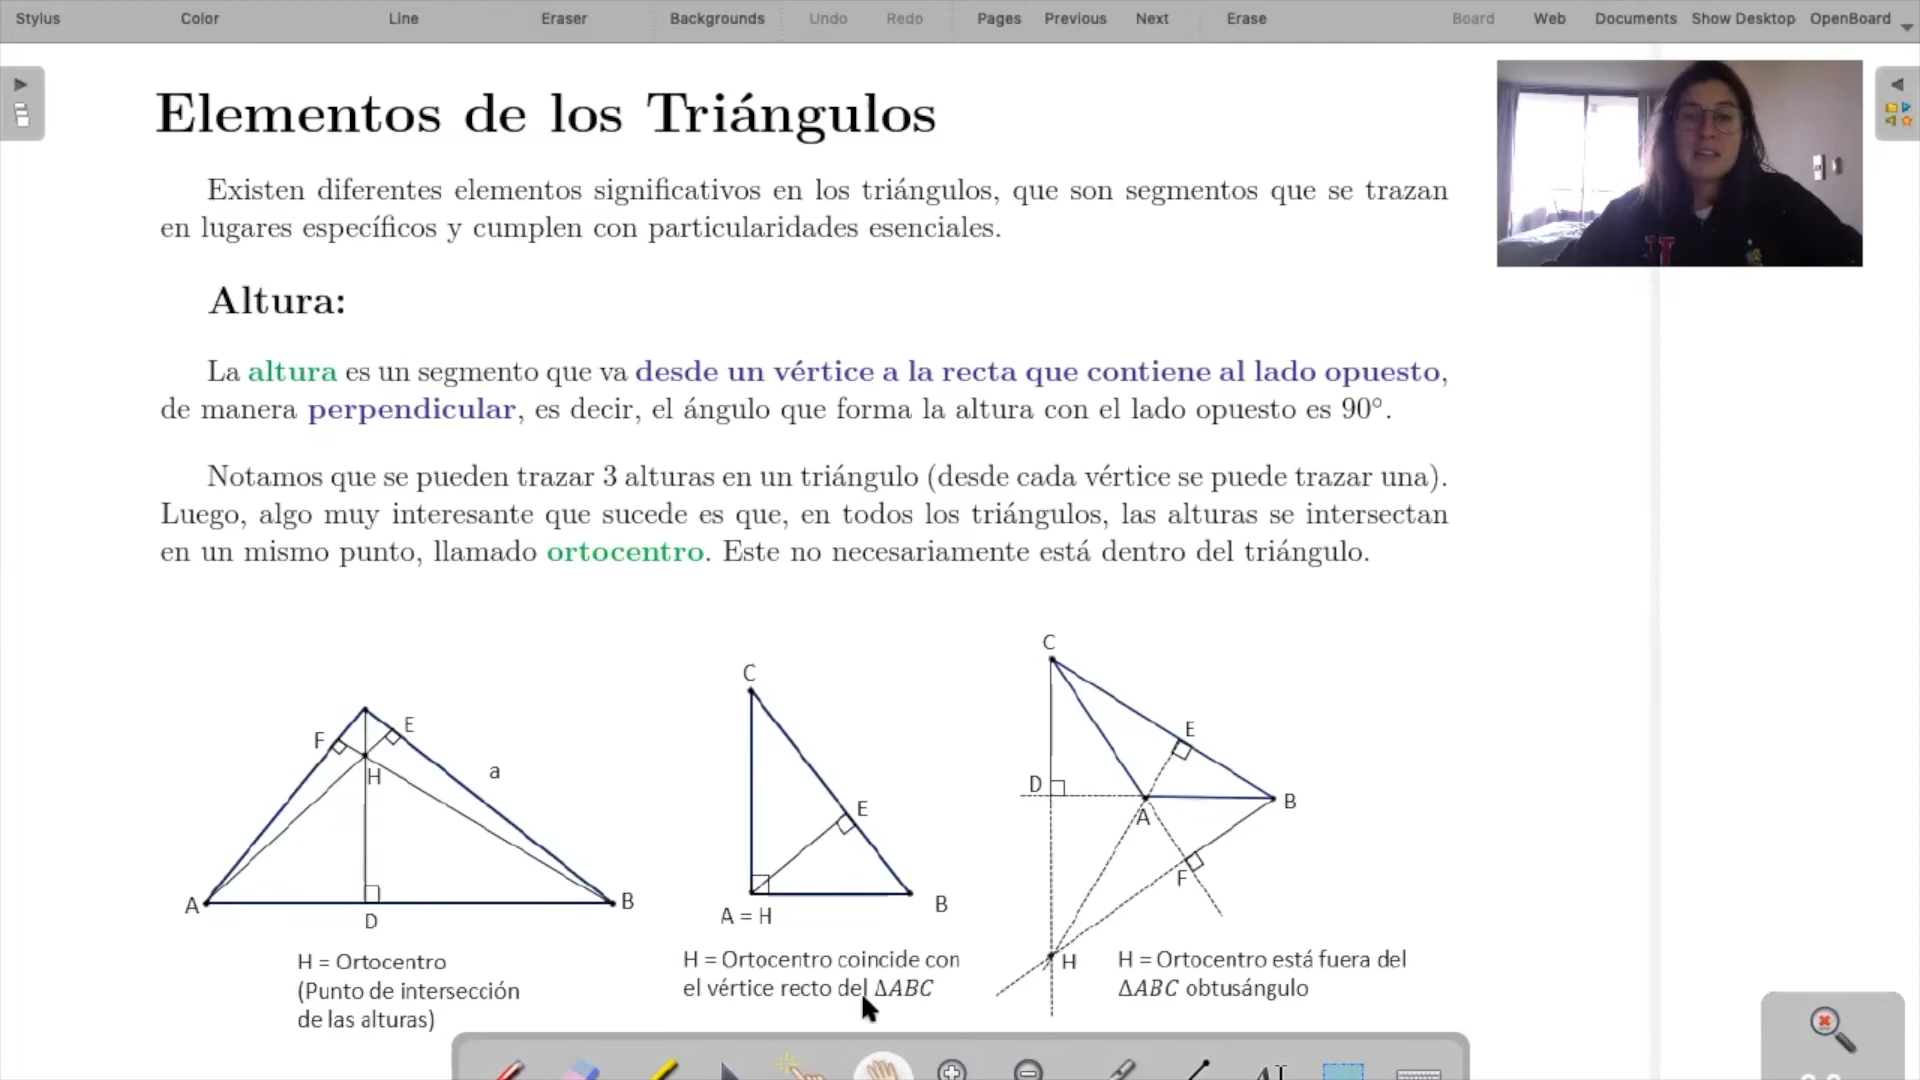 Stylus Color Line Eraser Backgrounds Undo Redo Pages Previous Next Erase Board Web Documents Show Desktop OpenBoard
Elementos de los Triángulos
Existen diferentes elementos significativos en los triángulos, que son segmentos que se trazan
en lugares específicos y cumplen con particularidades esenciales.
Altura:
La altura es un segmento que va desde un vértice a la recta que contiene al lado opuesto,
de manera perpendicular, es decir, el ángulo que forma la altura con el lado opuesto es 90°.
Notamos que se pueden trazar 3 alturas en un triángulo (desde cada vértice se puede trazar una).
Luego, algo muy interesante que sucede es que, en todos los triángulos, las alturas se intersectan
en un mismo punto, llamado ortocentro. Este no necesariamente está dentro del triángulo.
F
E
H
a
A
D
B
H = Ortocentro
(Punto de intersección
de las alturas)
C
E
A = H
B
H = Ortocentro coincide con
el vértice recto del ΔABC
C
E
D
A
B
F
H
H = Ortocentro está fuera del
ΔABC obtusángulo